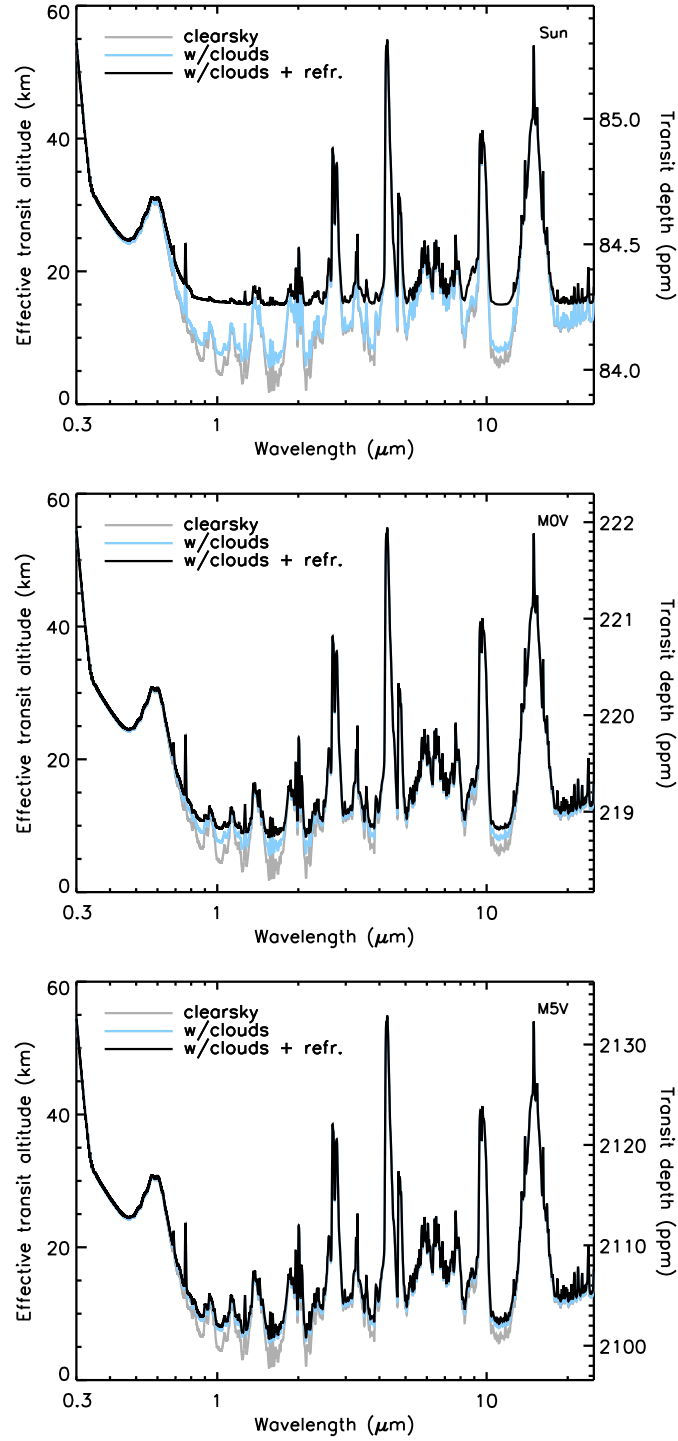 60
clearsky
Sun
w/clouds
w/clouds + refr.
85.0
40
Effective transit altitude (km)
Transit depth (ppm)
84.5
20
84.0
0
0.3
1
10
Wavelength (μm)
60
clearsky
M0V
222
w/clouds
w/clouds + refr.
221
40
Effective transit altitude (km)
Transit depth (ppm)
220
20
219
0
0.3
1
10
Wavelength (μm)
60
clearsky
M5V
w/clouds
2130
w/clouds + refr.
40
2120
Effective transit altitude (km)
Transit depth (ppm)
20
2110
2100
0
0.3
1
10
Wavelength (μm)